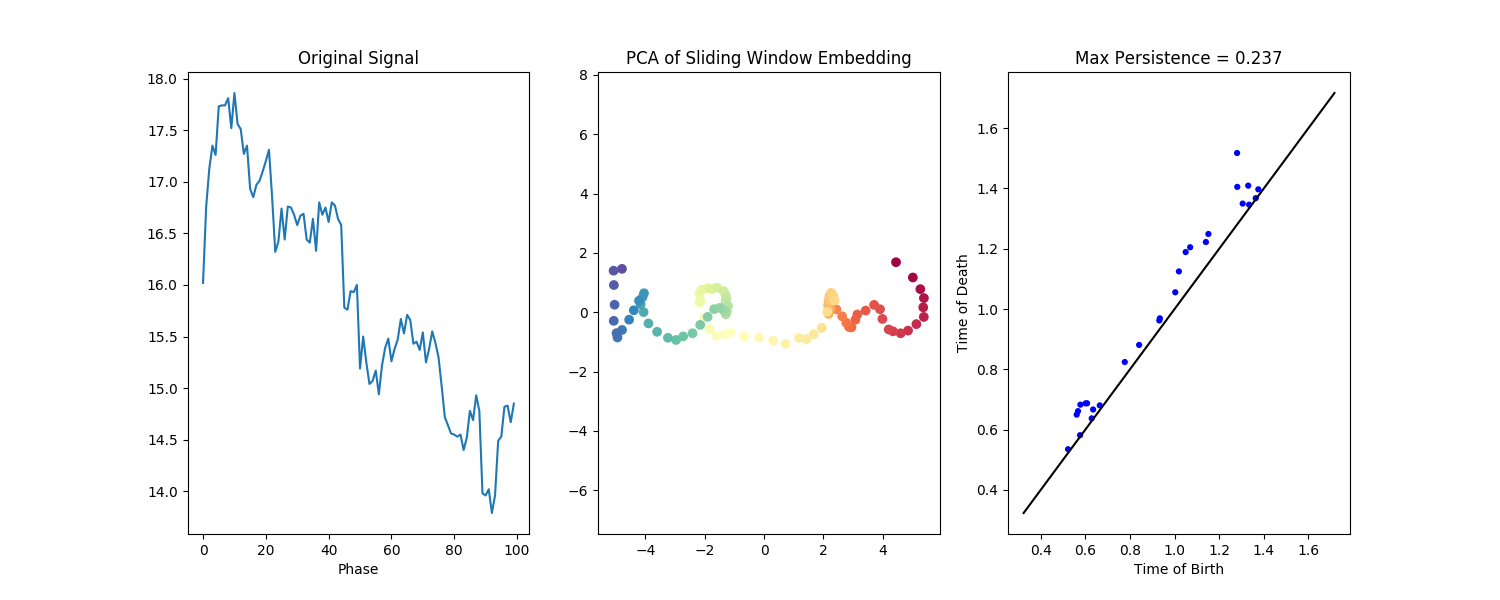 Original Signal
18.0
17.5
17.0
16.5
16.0
15.5
15.0
14.5
14.0
0 20 40 60 80 100
Phase
PCA of Sliding Window Embedding
8
6
4
2
0
−2
−4
−6
−4 −2 0 2 4
Max Persistence = 0.237
Time of Death
1.6
1.4
1.2
1.0
0.8
0.6
0.4
0.4 0.6 0.8 1.0 1.2 1.4 1.6
Time of Birth